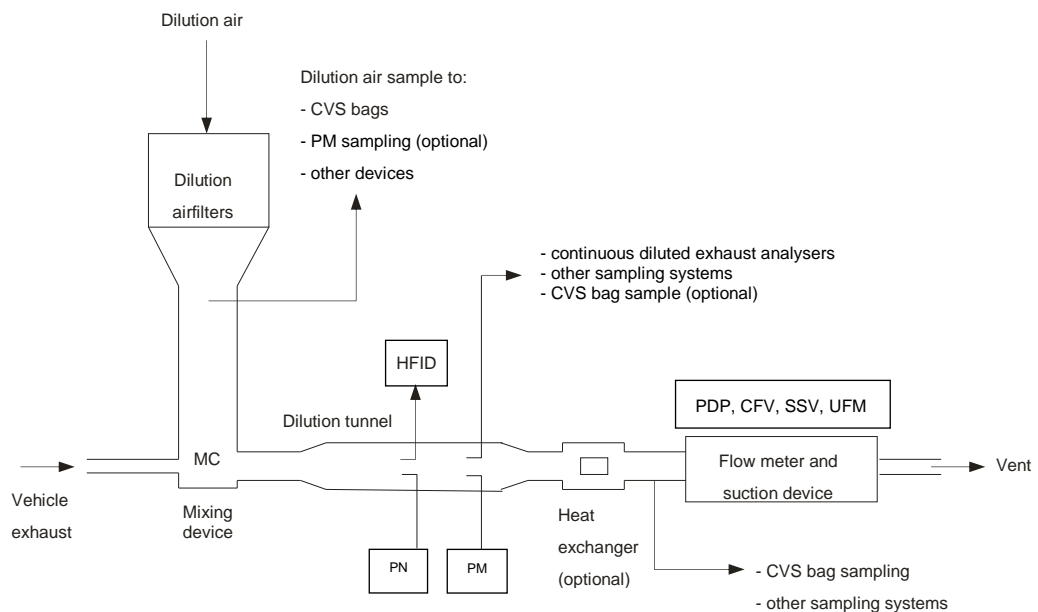 Dilution air
Dilution air sample to:
- CVS bags
- PM sampling (optional)
- other devices
Dilution
airfilters
- continuous diluted exhaust analysers
- other sampling systems
- CVS bag sample (optional)
HFID
PDP, CFV, SSV, UFM
Dilution tunnel
MC
Flow meter and
suction device
Vent
Vehicle
exhaust
Mixing
device
Heat
exchanger
(optional)
PN
PM
- CVS bag sampling
- other sampling systems